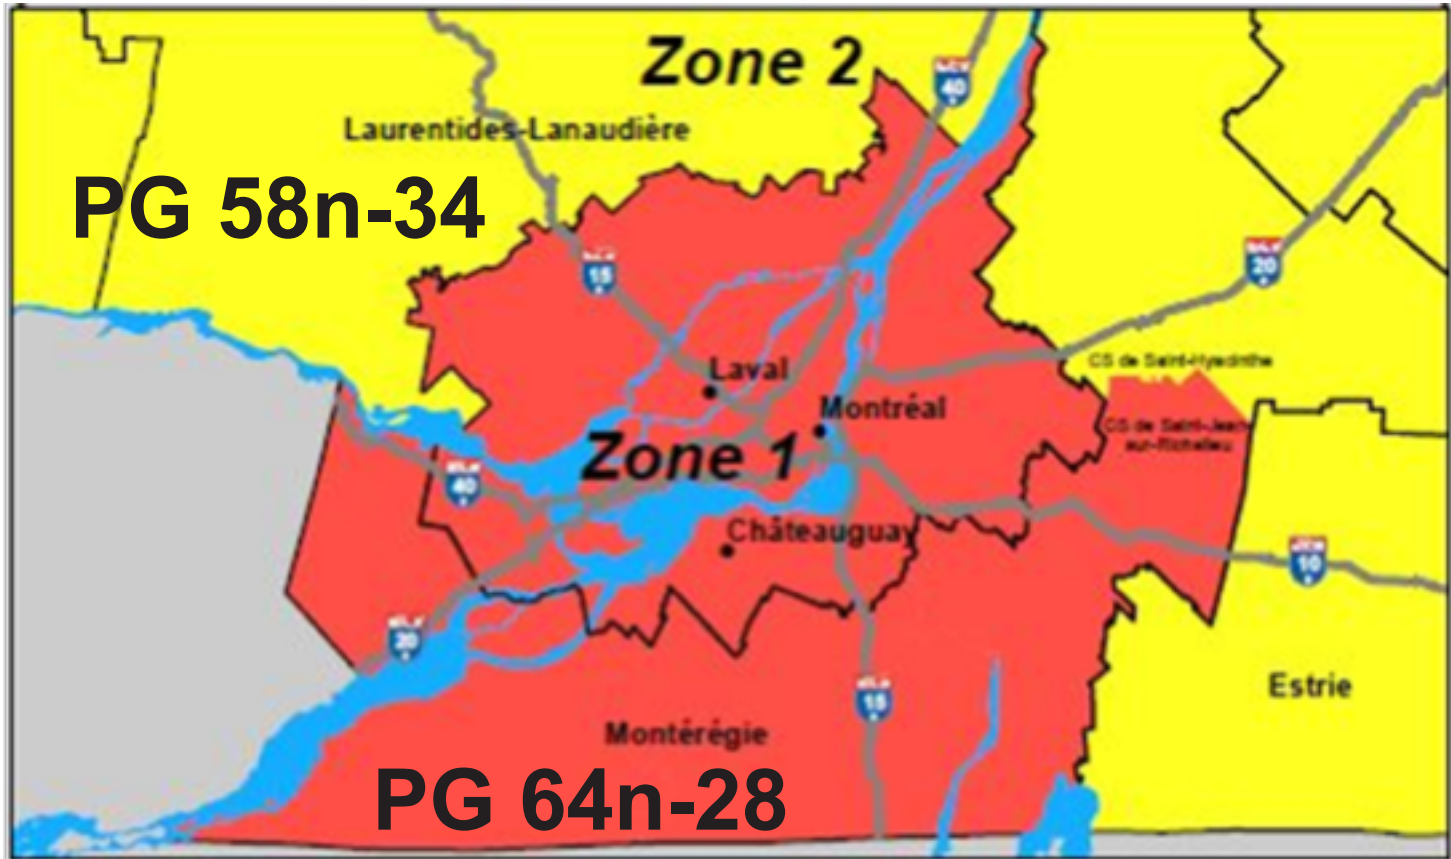 Zone 2
40
Laurentides-Lanaudière
PG 58n-34
15
20
CS de Saint-Hyacinthe
Laval
Montréal
CS de Saint-Jean-
sur-Richelieu
Zone 1
40
Châteauguay
10
20
Estrie
15
Montérégie
PG 64n-28